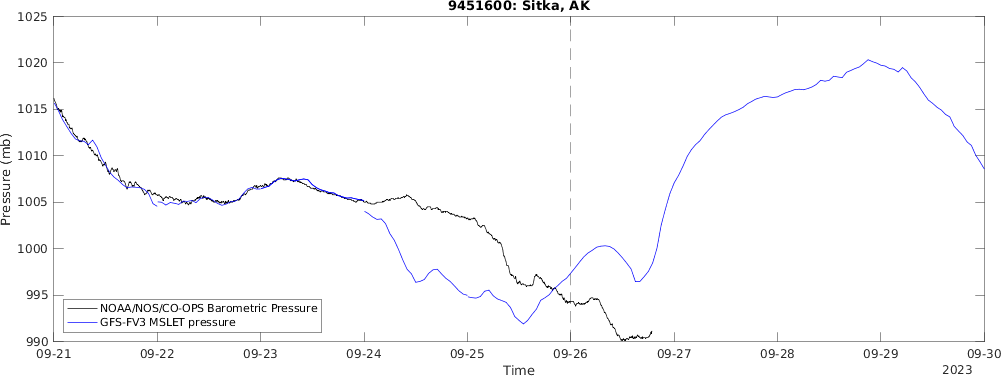 9451600: Sitka, AK
1025
1020
1015
1010
1005
1000
995
990
Pressure (mb)
NOAA/NOS/CO-OPS Barometric Pressure
GFS-FV3 MSLET pressure
09-21 09-22 09-23 09-24 09-25 09-26 09-27 09-28 09-29 09-30
Time
2023